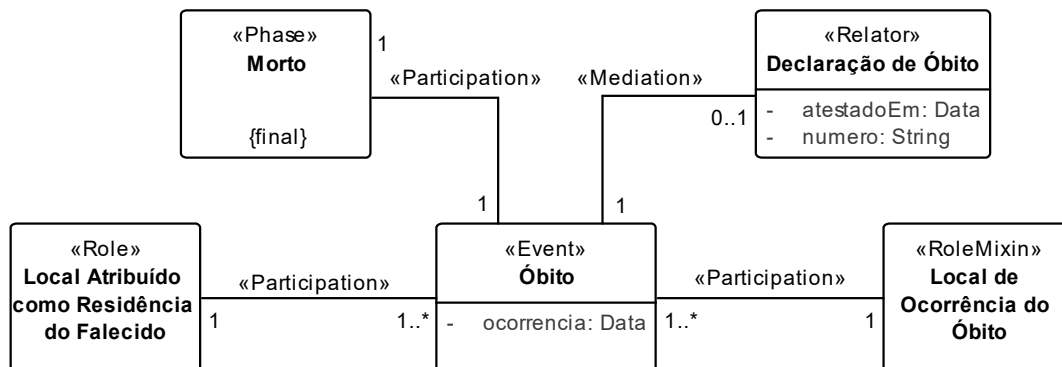 «Phase»
Morto
{final}
1
«Participation»
«Mediation»
«Relator»
Declaração de Óbito
- atestadoEm: Data
- numero: String
0..1
1
1
«Role»
Local Atribuído
como Residência
do Falecido
«Participation»
1
1..*
«Event»
Óbito
- ocorrencia: Data
«Participation»
1..*
1
«RoleMixin»
Local de
Ocorrência do
Óbito